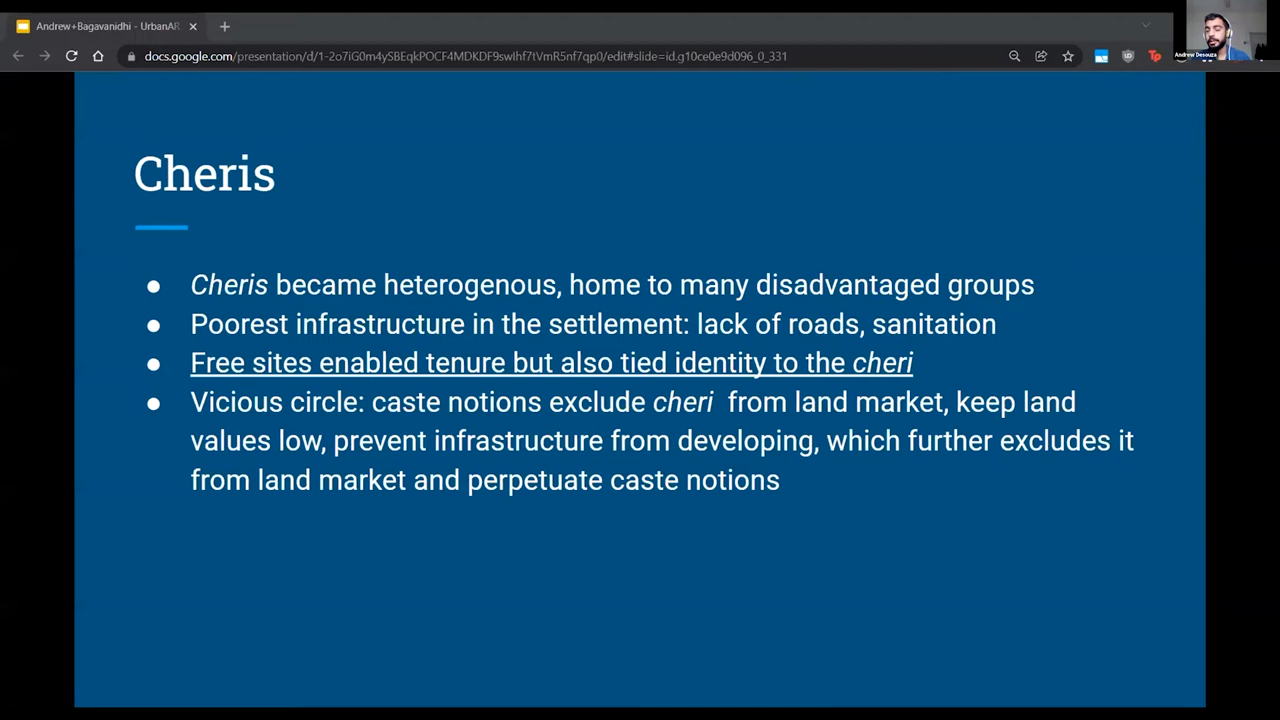 Andrew+Bagavanidhi - UrbanAR
docs.google.com/presentation/d/1-2o7iG0m4ySBEqkPOCF4MDKDF9swihf7tVmR5nf7qp0/edit#slide=id.g10ce0e9d096_0_331
Andrew Desouza
Cheris
● Cheris became heterogenous, home to many disadvantaged groups
● Poorest infrastructure in the settlement: lack of roads, sanitation
● Free sites enabled tenure but also tied identity to the cheri
● Vicious circle: caste notions exclude cheri from land market, keep land
values low, prevent infrastructure from developing, which further excludes it
from land market and perpetuate caste notions